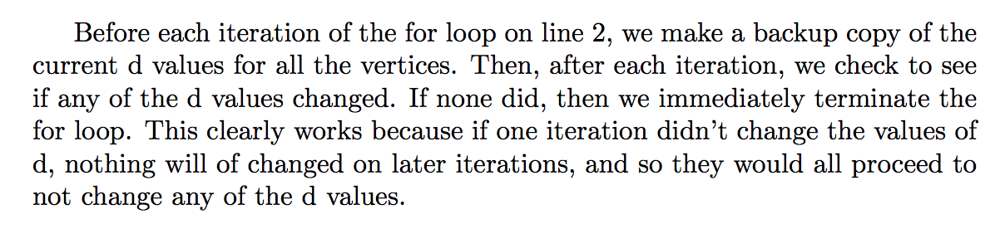 Before each iteration of the for loop on line 2, we make a backup copy of the
current d values for all the vertices. Then, after each iteration, we check to see
if any of the d values changed. If none did, then we immediately terminate the
for loop. This clearly works because if one iteration didn’t change the values of
d, nothing will of changed on later iterations, and so they would all proceed to
not change any of the d values.